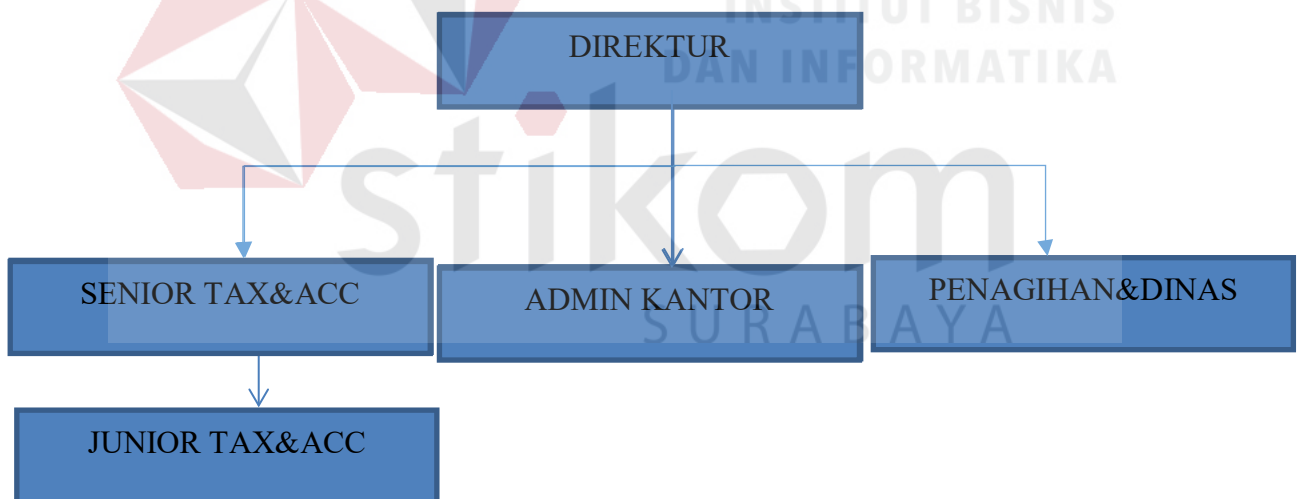 INSTITUT BISNIS
DAN INFORMATIKA
stikom
SURABAYA
DIREKTUR
SENIOR TAX&ACC
ADMIN KANTOR
PENAGIHAN&DINAS
JUNIOR TAX&ACC